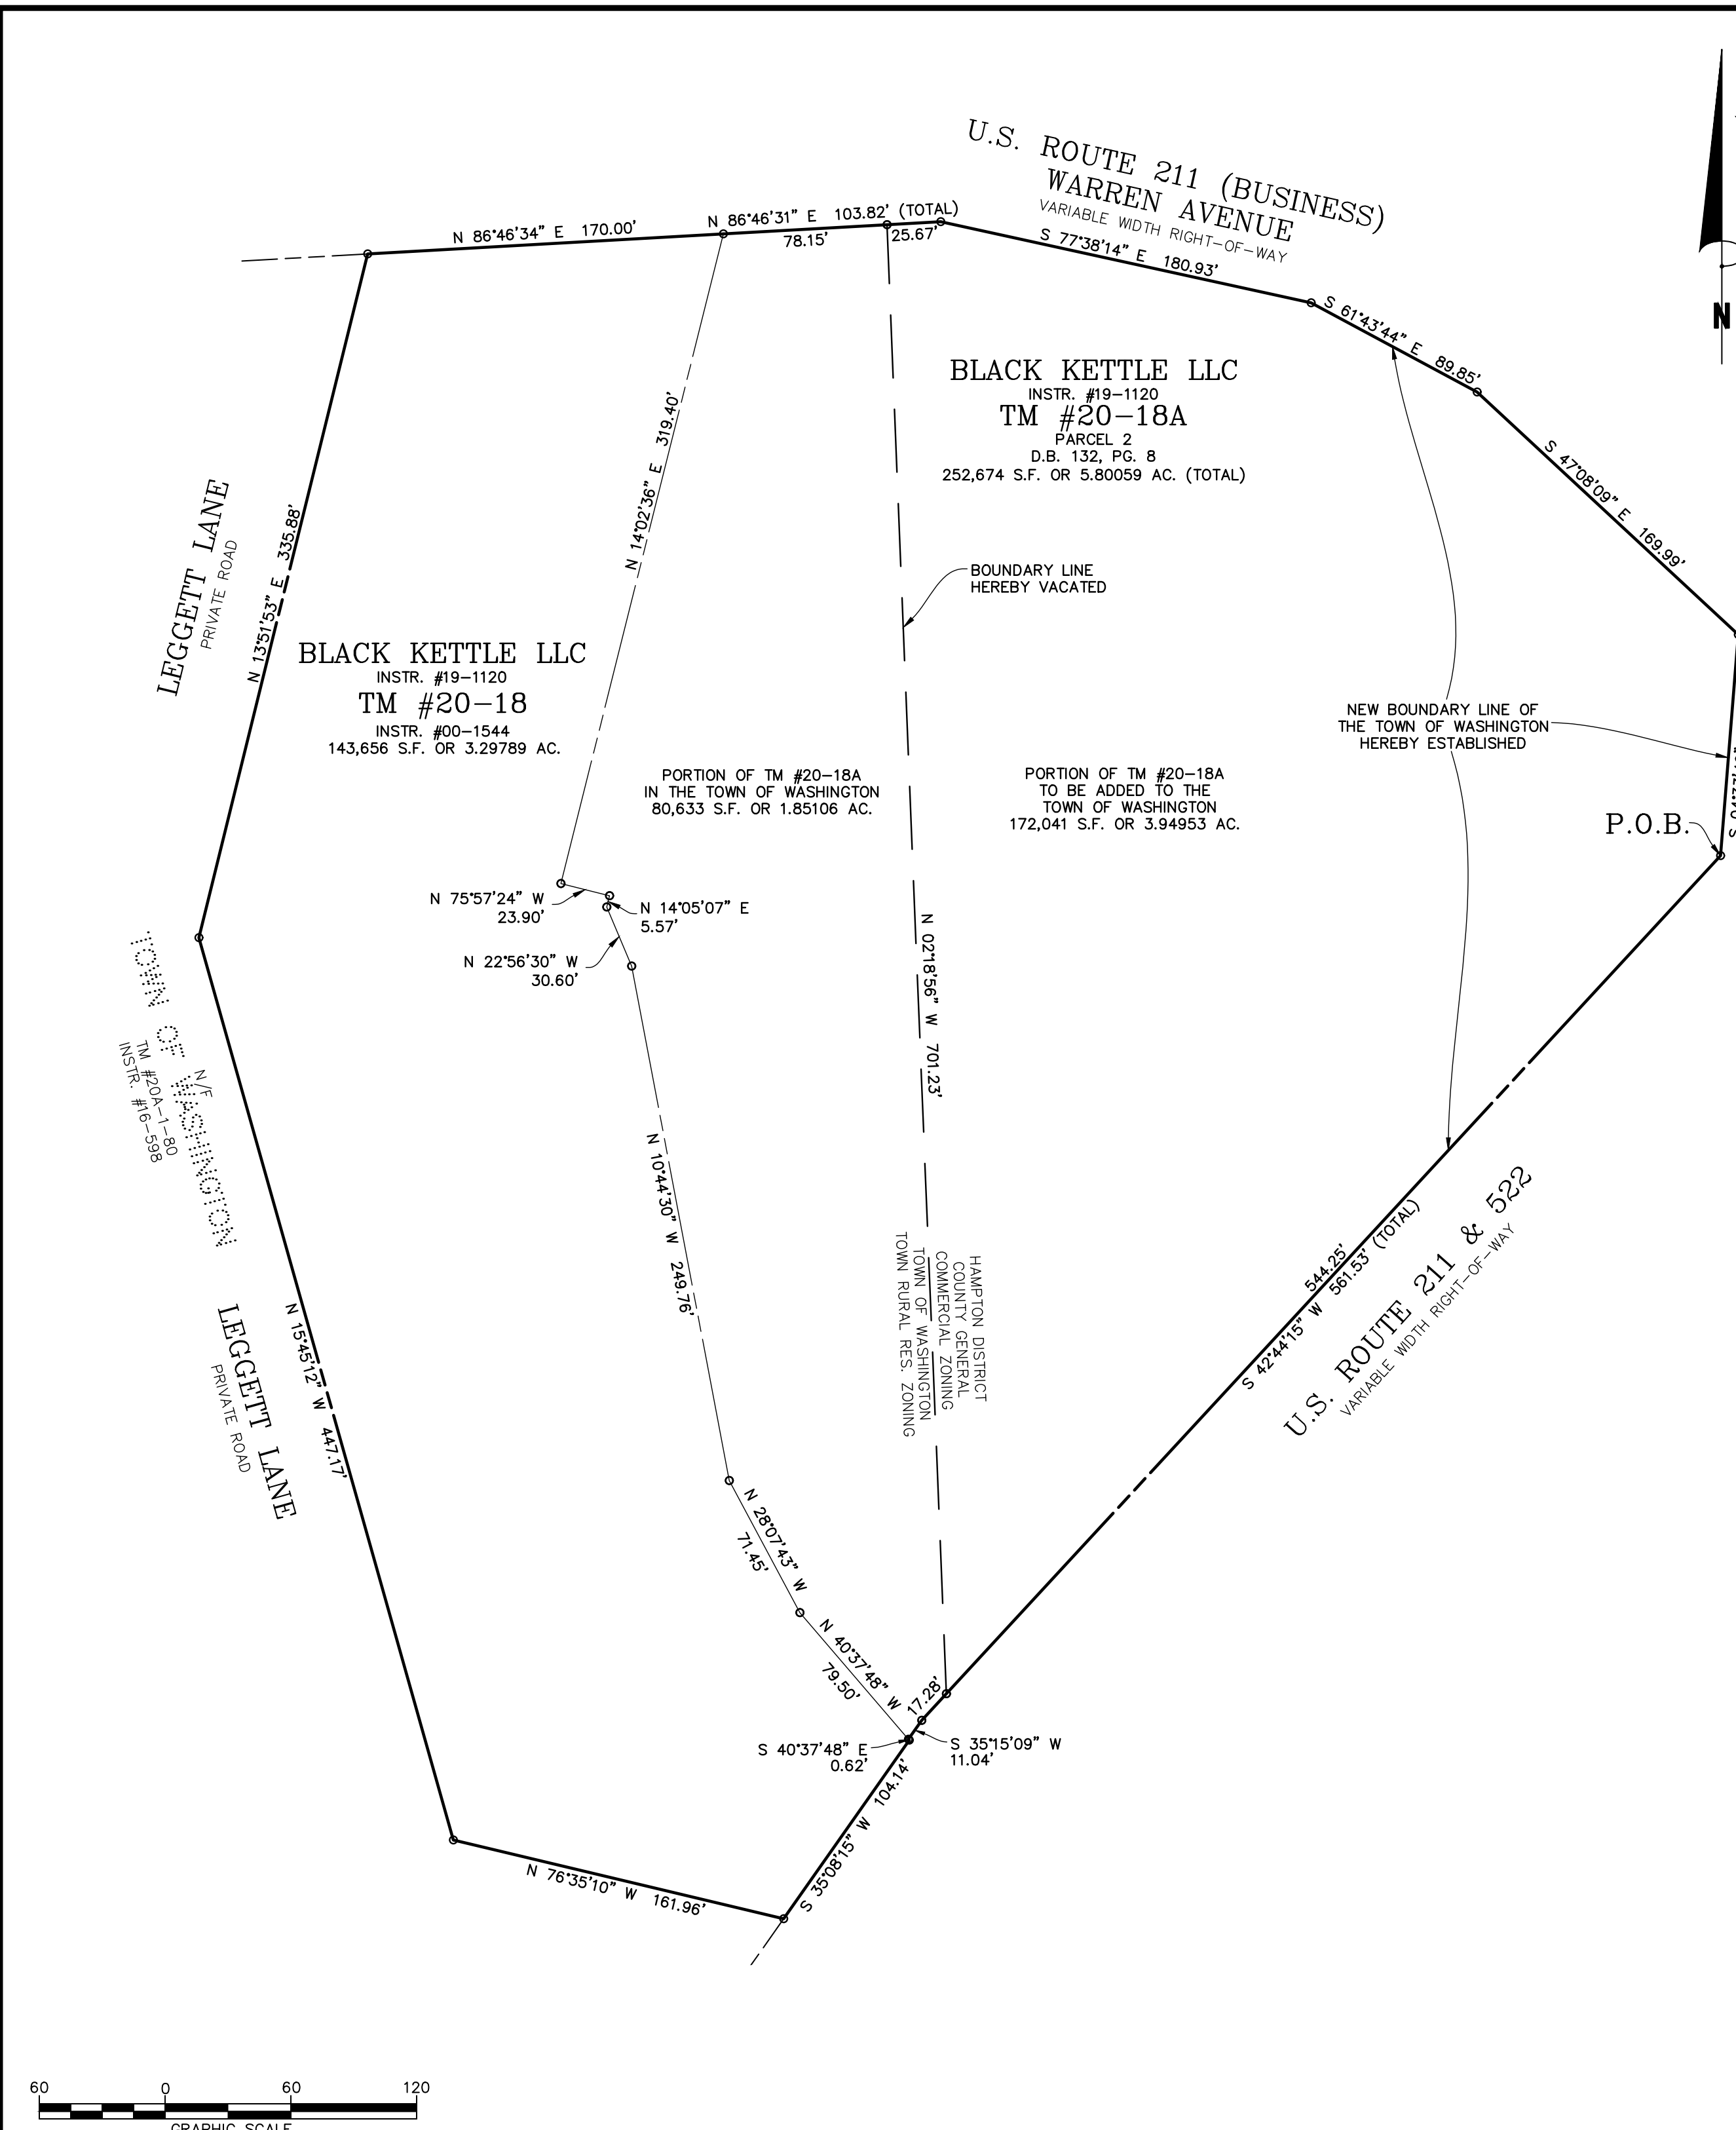 U.S. ROUTE 211 (BUSINESS)
WARREN AVENUE
VARIABLE WIDTH RIGHT-OF-WAY
N 86°46'34" E 170.00'
N 86°46'31" E 103.82' (TOTAL)
78.15'
25.67'
S 77°38'14" E 180.93'
S 61°43'44" E 89.85'
S 47°08'09" E 169.99'
N
BLACK KETTLE LLC
INSTR. #19-1120
TM #20-18A
PARCEL 2
D.B. 132, PG. 8
252,674 S.F. OR 5.80059 AC. (TOTAL)
N 14°02'36" E 319.40'
LEGGETT LANE
PRIVATE ROAD
N 13°51'53" E 335.88'
BOUNDARY LINE
HEREBY VACATED
BLACK KETTLE LLC
INSTR. #19-1120
TM #20-18
INSTR. #00-1544
143,656 S.F. OR 3.29789 AC.
PORTION OF TM #20-18A
IN THE TOWN OF WASHINGTON
80,633 S.F. OR 1.85106 AC.
PORTION OF TM #20-18A
TO BE ADDED TO THE
TOWN OF WASHINGTON
172,041 S.F. OR 3.94953 AC.
NEW BOUNDARY LINE OF
THE TOWN OF WASHINGTON
HEREBY ESTABLISHED
P.O.B.
N 75°57'24" W
23.90'
N 14°05'07" E
5.57'
N 22°56'30" W
30.60'
N 02°18'56" W 701.23'
TOWN OF WASHINGTON
N/F
TM #20A-1-80
INSTR. #16-598
N 10°44'30" W 249.76'
HAMPTON DISTRICT
COUNTY GENERAL
COMMERCIAL ZONING
TOWN OF WASHINGTON
TOWN RURAL RES. ZONING
544.25'
S 42°44'15" W 561.53' (TOTAL)
U.S. ROUTE 211 & 522
VARIABLE WIDTH RIGHT-OF-WAY
N 15°45'12" W 447.17'
LEGGETT LANE
PRIVATE ROAD
N 28°07'43" W
71.45'
N 40°37'48" W
79.50'
17.28'
S 40°37'48" E
0.62'
S 35°15'09" W
11.04'
S 35°08'15" W 104.14'
N 76°35'10" W 161.96'
60 0 60 120
GRAPHIC SCALE